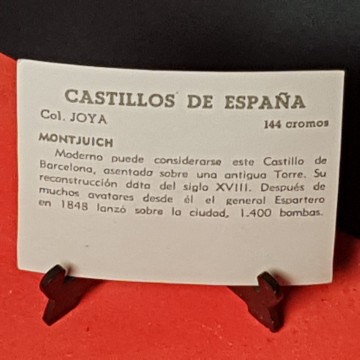 CASTILLOS DE ESPAÑA
Col. JOYA 144 cromos
MONTJUICH
Moderno puede considerarse este Castillo de
Barcelona, asentado sobre una antigua Torre. Su
reconstrucción data del siglo XVIII. Después de
muchos avatares desde él el general Espartero
en 1848 lanzó sobre la ciudad, 1.400 bombas.